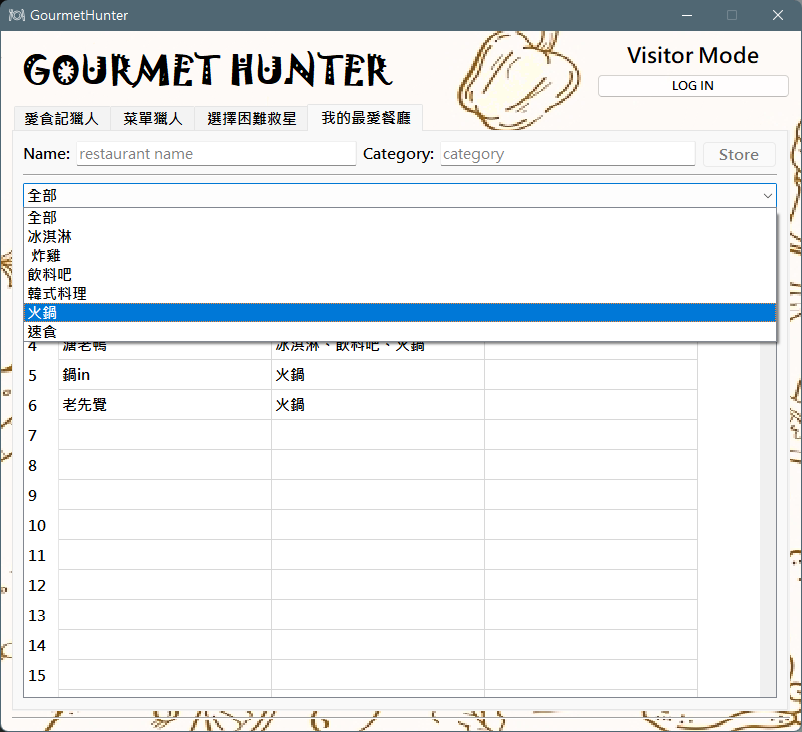 GourmetHunter
GOURMET HUNTER
Visitor Mode
LOG IN
愛食記獵人 菜單獵人 選擇困難救星 我的最愛餐廳
Name: restaurant name Category: category Store
全部
全部
冰淇淋
炸雞
飲料吧
韓式料理
火鍋
速食
4 溏老鴨 冰淇淋、飲料吧、火鍋
5 鍋in 火鍋
6 老先覺 火鍋
7
8
9
10
11
12
13
14
15